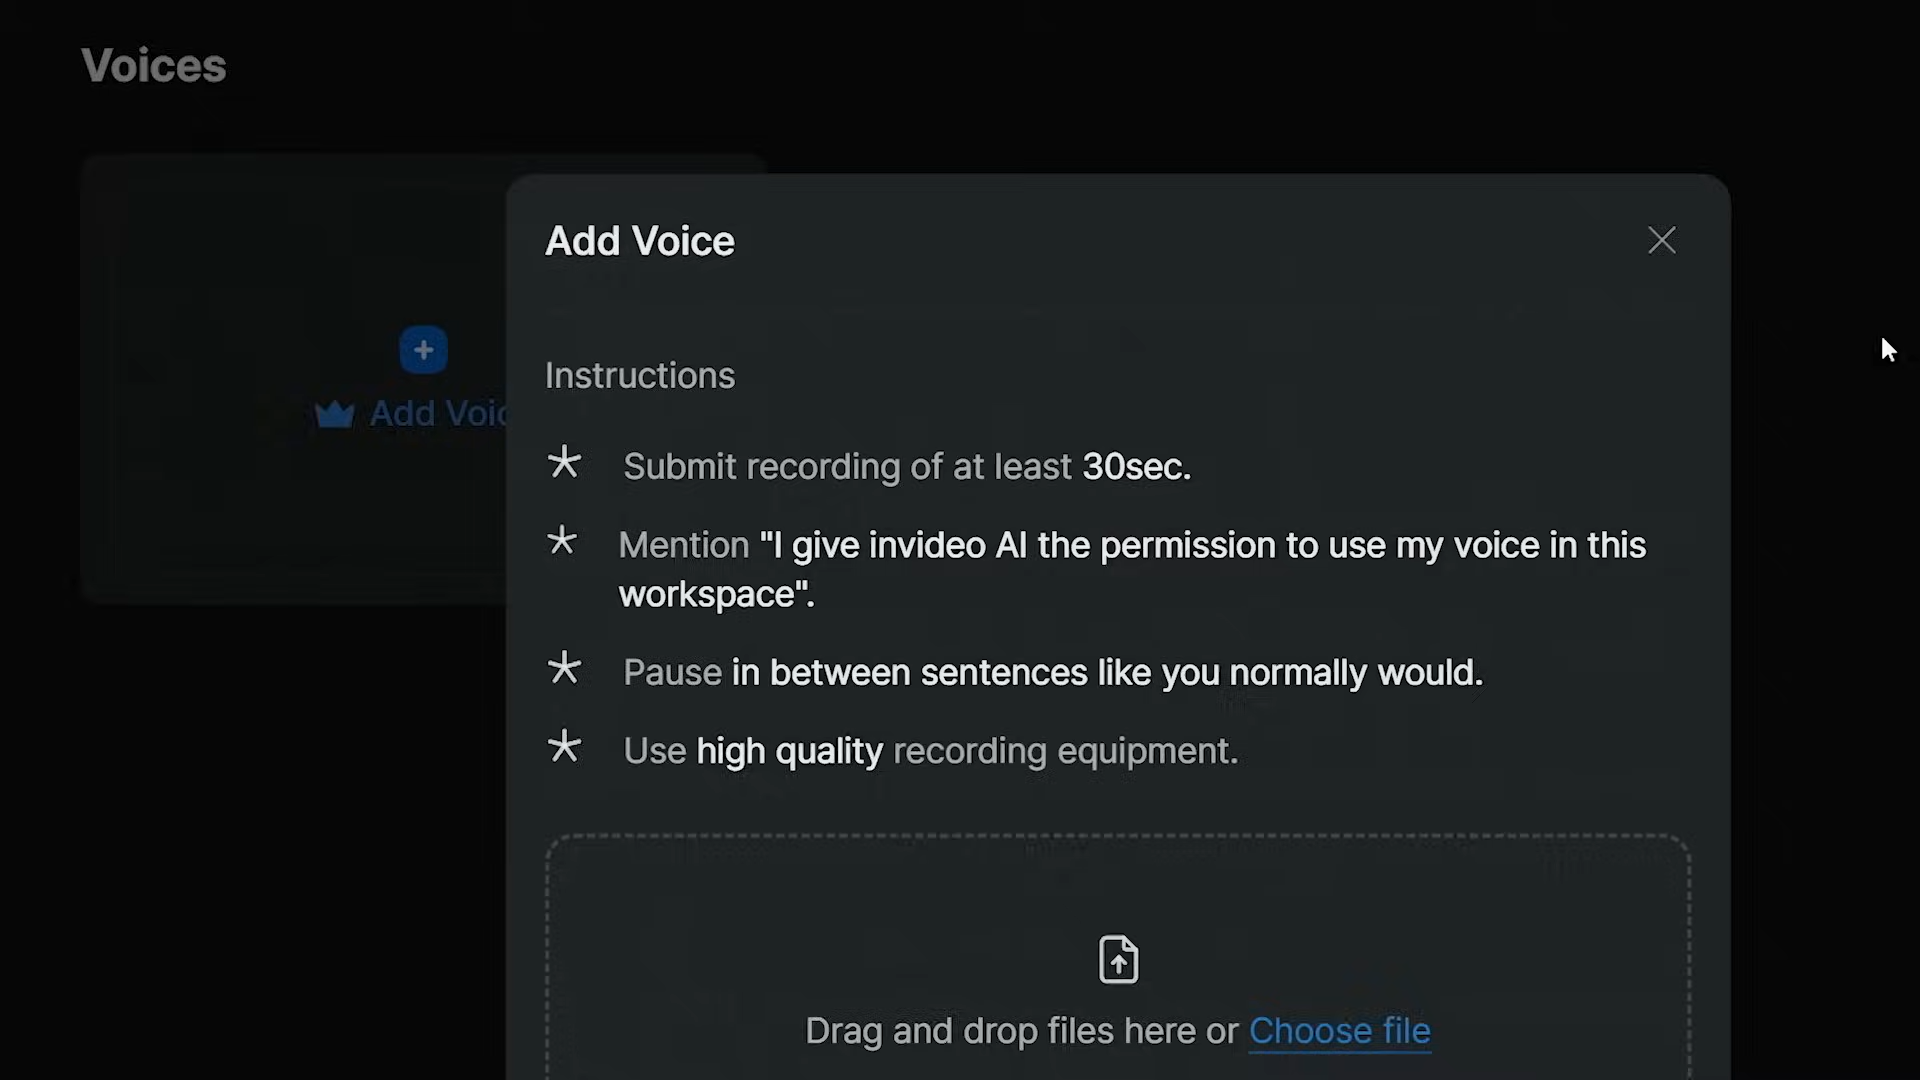 Voices
Add Voice
Instructions
Submit recording of at least 30sec.
Mention "I give invideo AI the permission to use my voice in this
workspace".
Pause in between sentences like you normally would.
Use high quality recording equipment.
Add Voic
Drag and drop files here or Choose file